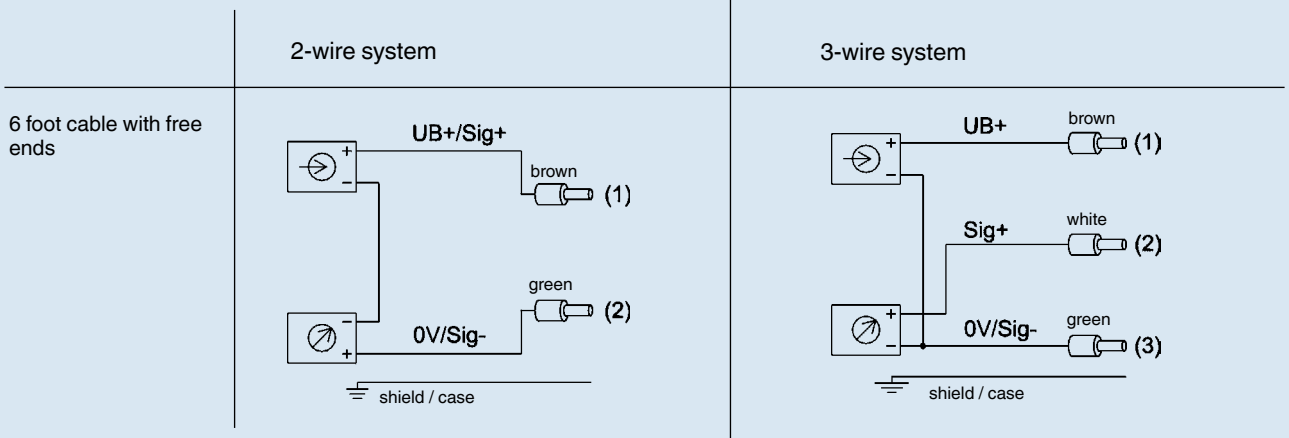 2-wire system
3-wire system
6 foot cable with free
ends
UB+/Sig+
+
−
brown
(1)
green
(2)
−
+
0V/Sig-
shield / case
UB+
+
−
brown
(1)
Sig+
white
(2)
+
−
0V/Sig-
green
(3)
shield / case